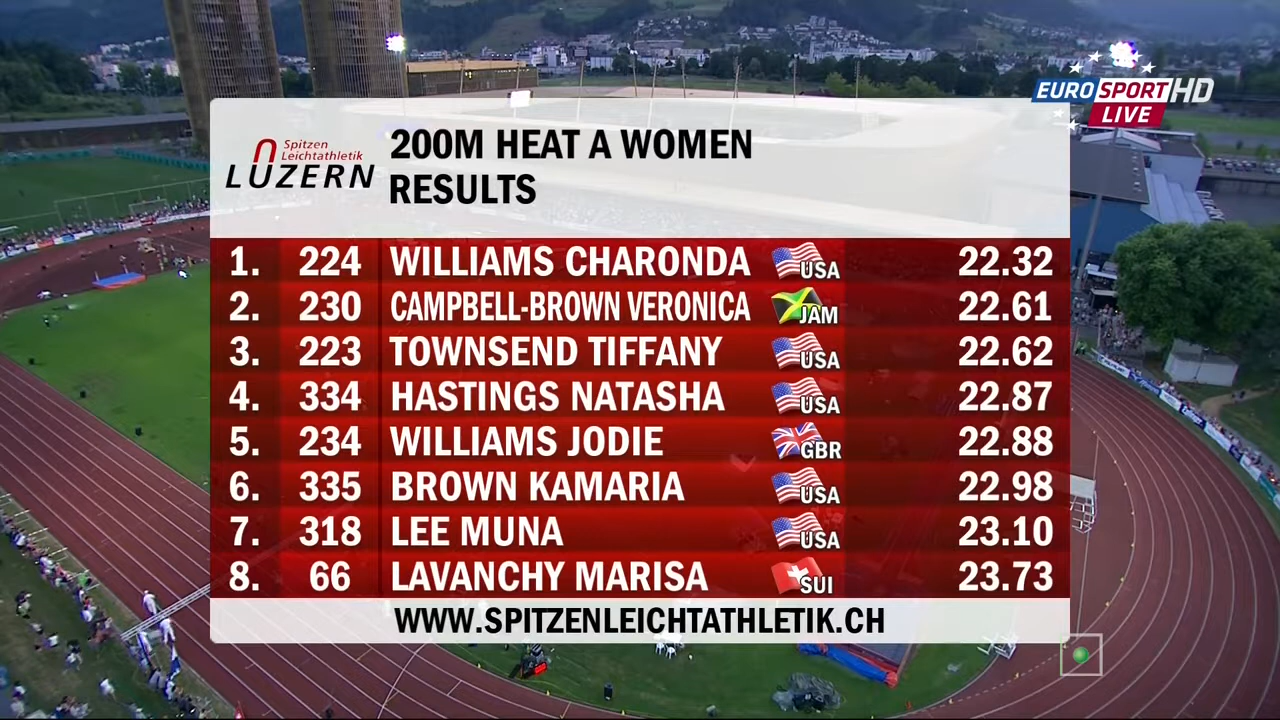 EUROSPORT HD
LIVE
Spitzen
Leichtathletik
LUZERN
200M HEAT A WOMEN
RESULTS
1. 224 WILLIAMS CHARONDA USA 22.32
2. 230 CAMPBELL-BROWN VERONICA JAM 22.61
3. 223 TOWNSEND TIFFANY USA 22.62
4. 334 HASTINGS NATASHA USA 22.87
5. 234 WILLIAMS JODIE GBR 22.88
6. 335 BROWN KAMARIA USA 22.98
7. 318 LEE MUNA USA 23.10
8. 66 LAVANCHY MARISA SUI 23.73
WWW.SPITZENLEICHTATHLETIK.CH